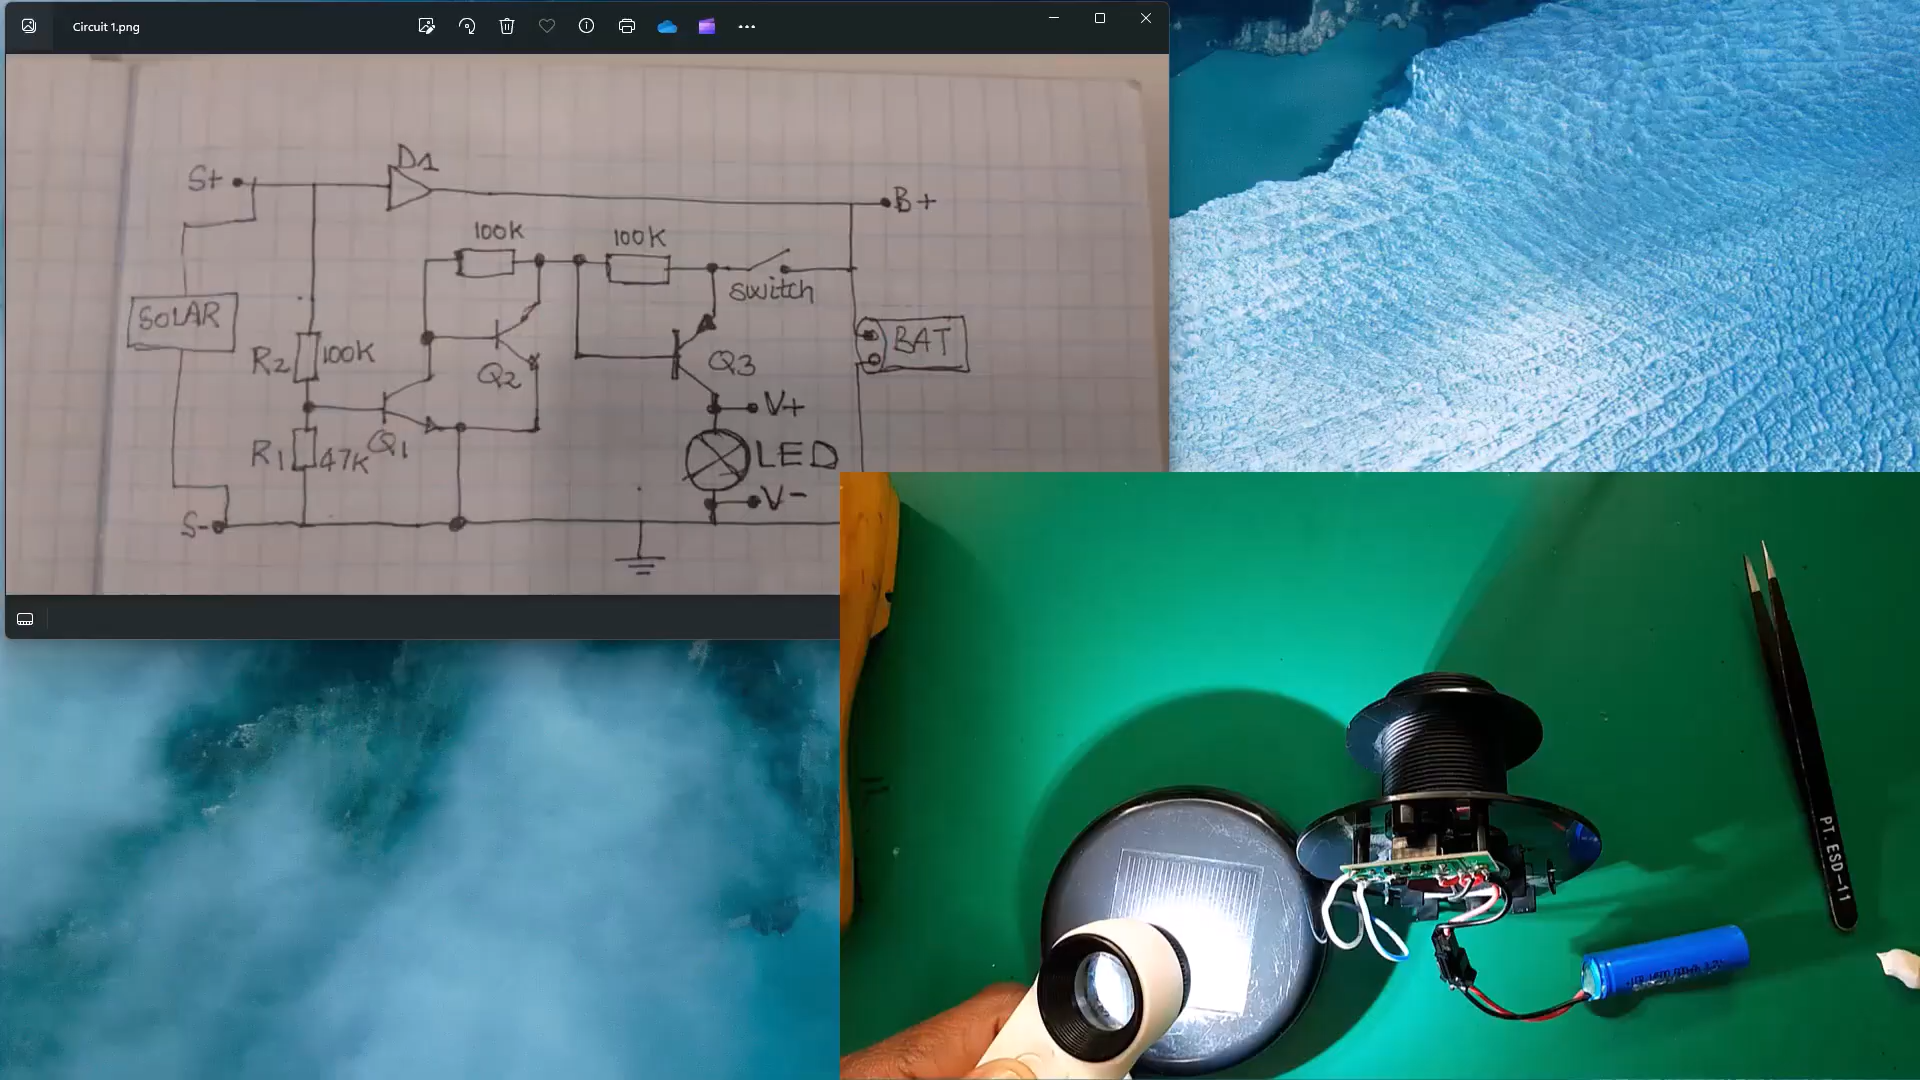 Circuit 1.png
D1
S+
B+
100K
100K
switch
SOLAR
BAT
R2
100K
Q2
Q3
V+
Q1
R1
47K
LED
V-
S-
PT.ESD-11